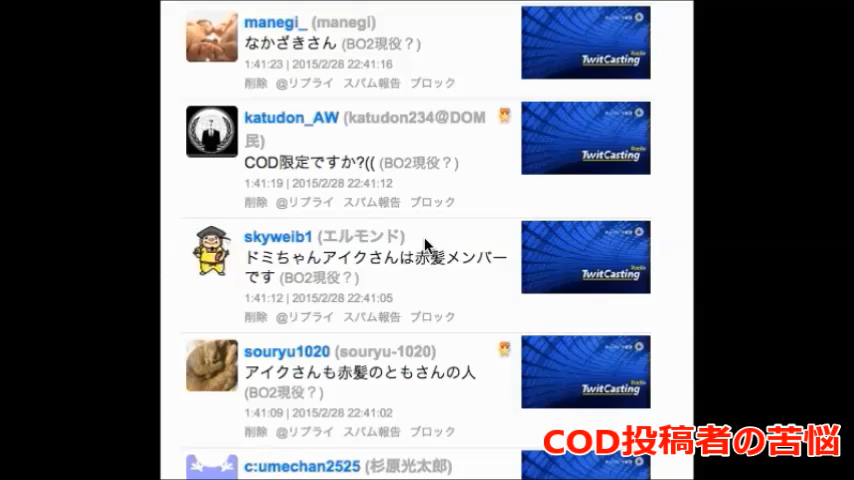 manegi_ (manegi)
なかざきさん (BO2現役？)
1:41:23 | 2015/2/28 22:41:16
削除 @リプライ スパム報告 ブロック
TwitCasting
katudon_AW (katudon234@DOM
民)
COD限定ですか?(( (BO2現役？)
1:41:19 | 2015/2/28 22:41:12
削除 @リプライ スパム報告 ブロック
TwitCasting
skyweib1 (エルモンド)
ドミちゃんアイクさんは赤髪メンバー
です (BO2現役？)
1:41:12 | 2015/2/28 22:41:05
削除 @リプライ スパム報告 ブロック
TwitCasting
souryu1020 (souryu-1020)
アイクさんも赤髪のともさんの人
(BO2現役？)
1:41:09 | 2015/2/28 22:41:02
削除 @リプライ スパム報告 ブロック
TwitCasting
COD投稿者の苦悩
c:umechan2525 (杉原光太郎)